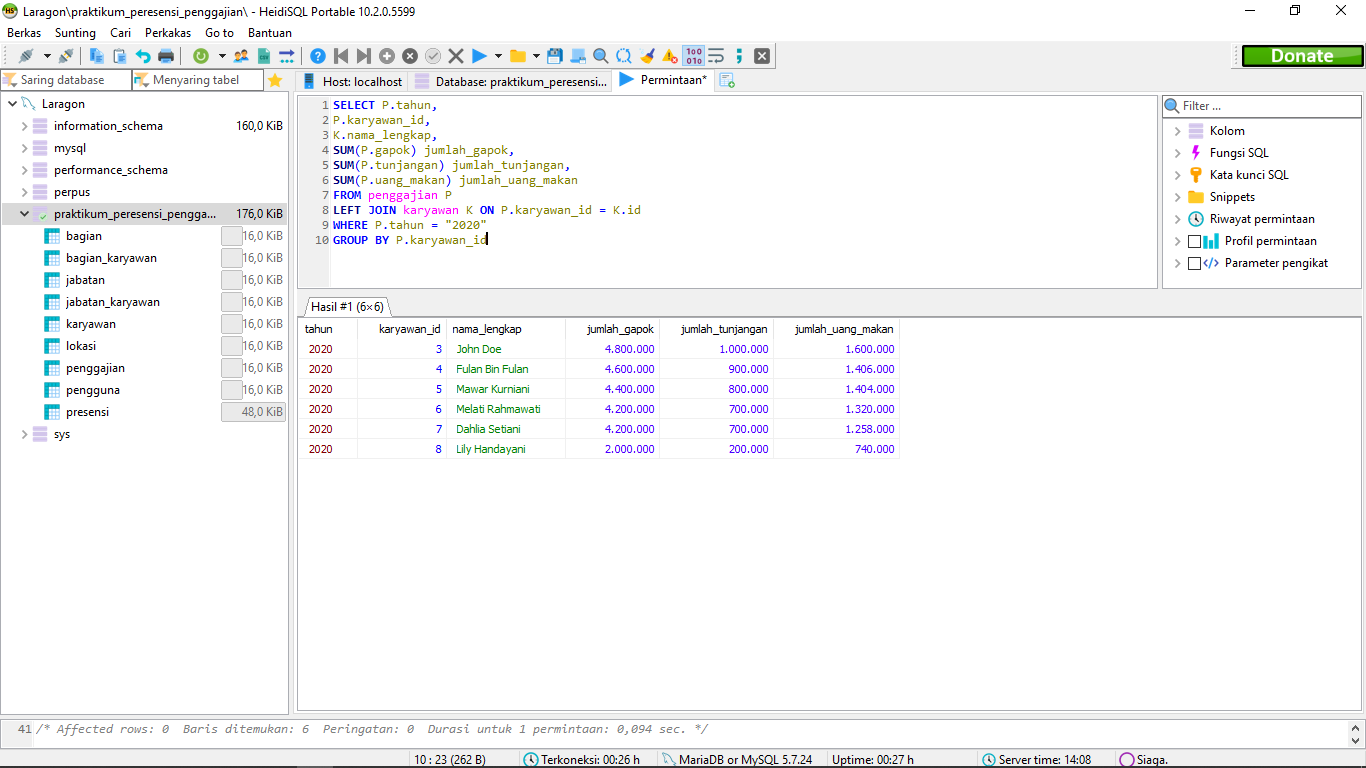 Laragon\praktikum_peresensi_penggajian\ - HeidiSQL Portable 10.2.0.5599
Berkas Sunting Cari Perkakas Go to Bantuan
Donate
Saring database Menyaring tabel
Host: localhost Database: praktikum_peresensi... Permintaan*
Laragon
information_schema 160,0 KiB
mysql
performance_schema
perpus
praktikum_peresensi_pengga... 176,0 KiB
bagian 16,0 KiB
bagian_karyawan 16,0 KiB
jabatan 16,0 KiB
jabatan_karyawan 16,0 KiB
karyawan 16,0 KiB
lokasi 16,0 KiB
penggajian 16,0 KiB
pengguna 16,0 KiB
presensi 48,0 KiB
sys
1 SELECT P.tahun,
2 P.karyawan_id,
3 K.nama_lengkap,
4 SUM(P.gapok) jumlah_gapok,
5 SUM(P.tunjangan) jumlah_tunjangan,
6 SUM(P.uang_makan) jumlah_uang_makan
7 FROM penggajian P
8 LEFT JOIN karyawan K ON P.karyawan_id = K.id
9 WHERE P.tahun = "2020"
10 GROUP BY P.karyawan_id
Filter ...
Kolom
Fungsi SQL
Kata kunci SQL
Snippets
Riwayat permintaan
Profil permintaan
Parameter pengikat
Hasil #1 (6×6)
tahun karyawan_id nama_lengkap jumlah_gapok jumlah_tunjangan jumlah_uang_makan
2020 3 John Doe 4.800.000 1.000.000 1.600.000
2020 4 Fulan Bin Fulan 4.600.000 900.000 1.406.000
2020 5 Mawar Kurniani 4.400.000 800.000 1.404.000
2020 6 Melati Rahmawati 4.200.000 700.000 1.320.000
2020 7 Dahlia Setiani 4.200.000 700.000 1.258.000
2020 8 Lily Handayani 2.000.000 200.000 740.000
41 /* Affected rows: 0 Baris ditemukan: 6 Peringatan: 0 Durasi untuk 1 permintaan: 0,094 sec. */
10 : 23 (262 B) Terkoneksi: 00:26 h MariaDB or MySQL 5.7.24 Uptime: 00:27 h Server time: 14:08 Siaga.